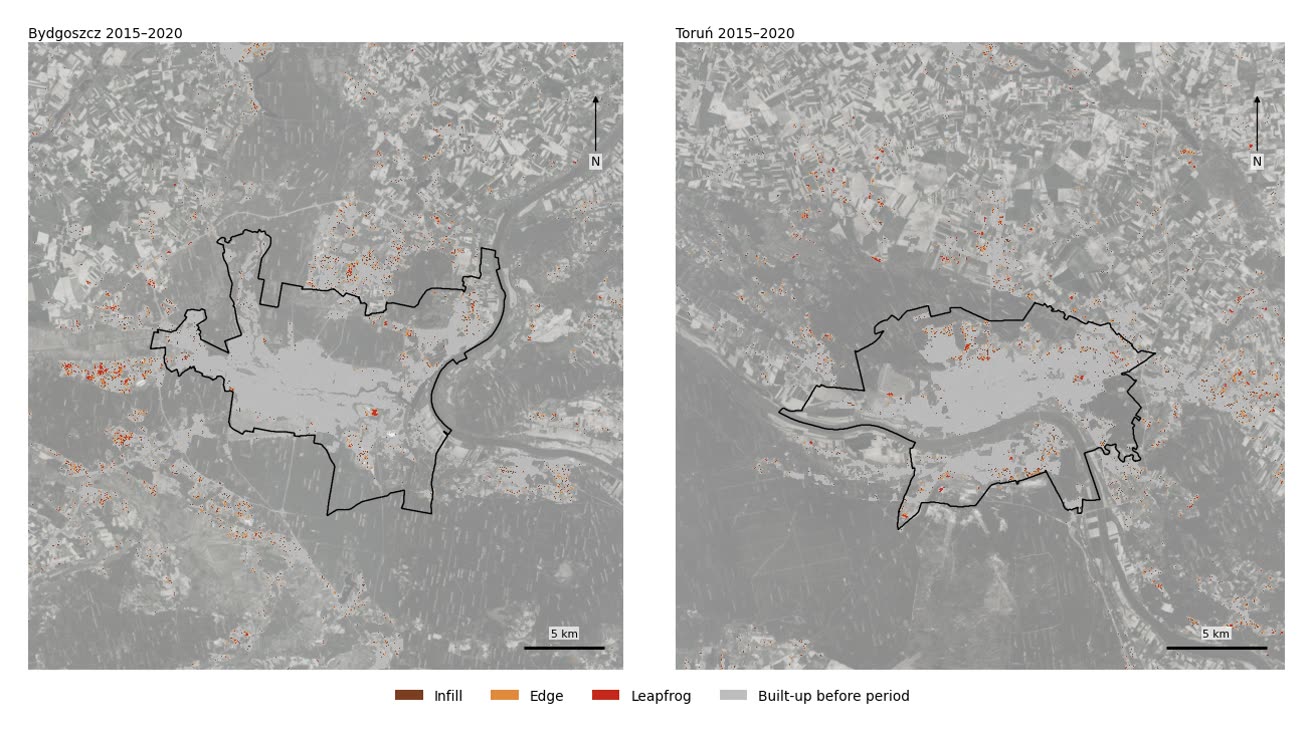 Bydgoszcz 2015–2020
Toruń 2015–2020
N
N
5 km
5 km
Infill
Edge
Leapfrog
Built-up before period